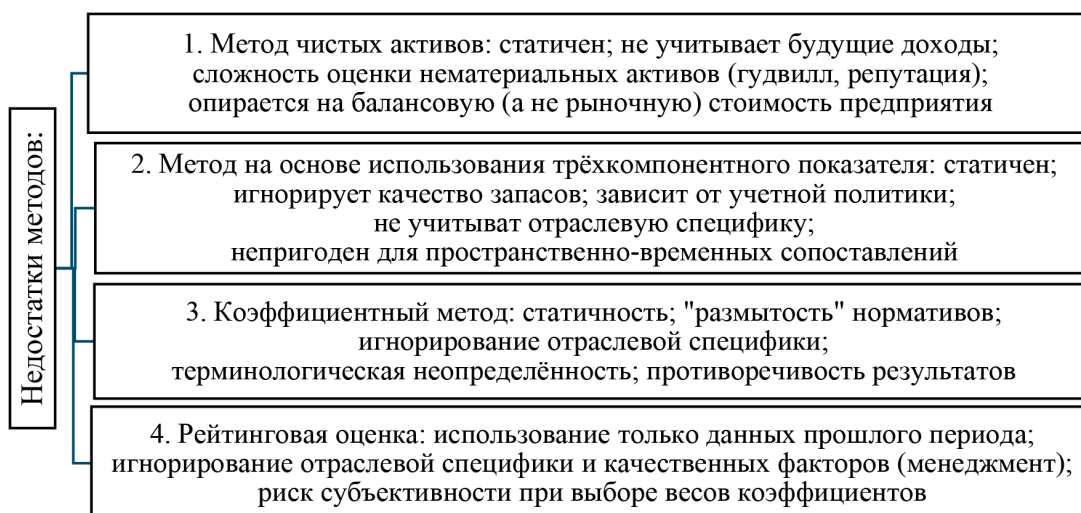 Недостатки методов:
1. Метод чистых активов: статичен; не учитывает будущие доходы;
сложность оценки нематериальных активов (гудвилл, репутация);
опирается на балансовую (а не рыночную) стоимость предприятия
2. Метод на основе использования трёхкомпонентного показателя: статичен;
игнорирует качество запасов; зависит от учетной политики;
не учитыват отраслевую специфику;
непригоден для пространственно-временных сопоставлений
3. Коэффициентный метод: статичность; "размытость" нормативов;
игнорирование отраслевой специфики;
терминологическая неопределённость; противоречивость результатов
4. Рейтинговая оценка: использование только данных прошлого периода;
игнорирование отраслевой специфики и качественных факторов (менеджмент);
риск субъективности при выборе весов коэффициентов